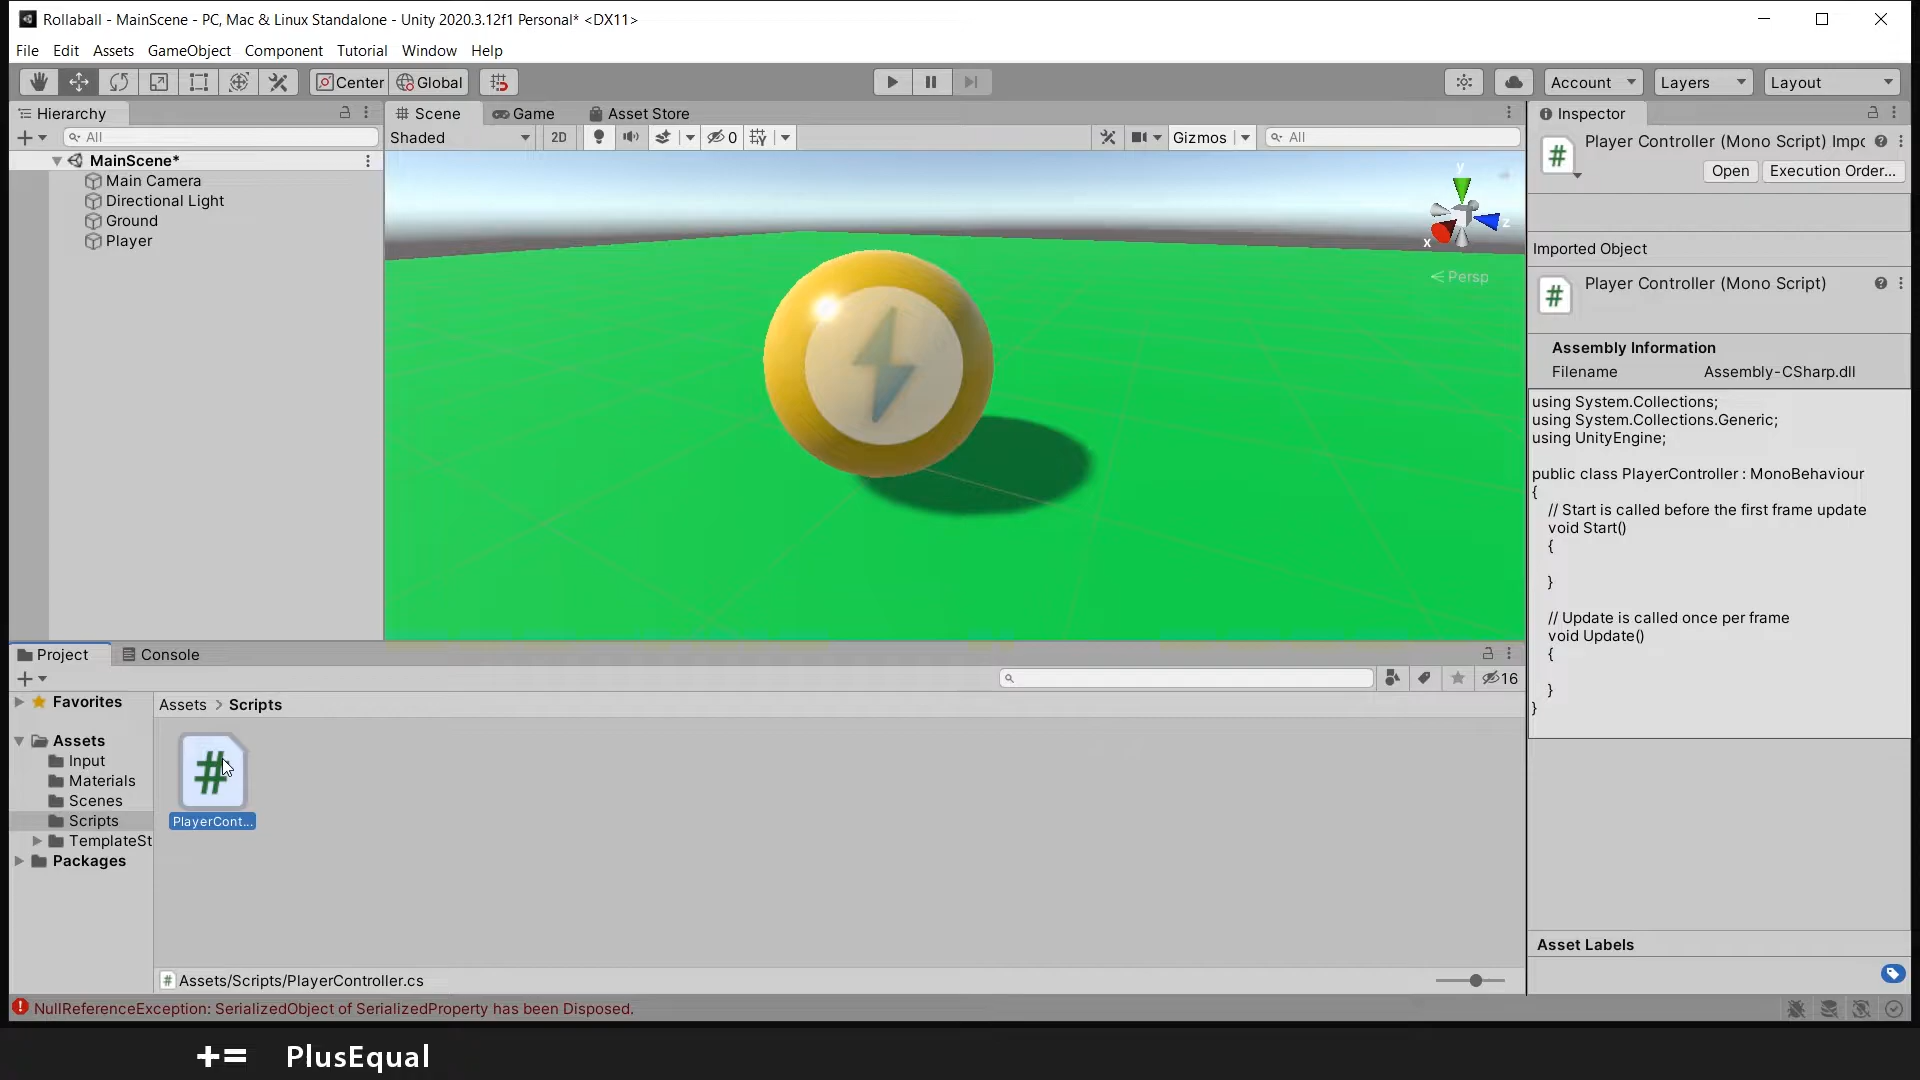 Rollaball - MainScene - PC, Mac & Linux Standalone - Unity 2020.3.12f1 Personal* <DX11>
File Edit Assets GameObject Component Tutorial Window Help
Center Global Account Layers Layout
Hierarchy
All
MainScene*
Main Camera
Directional Light
Ground
Player
Scene Game Asset Store
Shaded 2D 0 Gizmos All
y
z
x
Persp
Project Console
16
Favorites
Assets
Input
Materials
Scenes
Scripts
TemplateSt
Packages
Assets > Scripts
#
PlayerCont...
# Assets/Scripts/PlayerController.cs
Inspector
# Player Controller (Mono Script) Impo
Open Execution Order...
Imported Object
# Player Controller (Mono Script)
Assembly Information
Filename Assembly-CSharp.dll
using System.Collections;
using System.Collections.Generic;
using UnityEngine;
public class PlayerController : MonoBehaviour
{
// Start is called before the first frame update
void Start()
{
}
// Update is called once per frame
void Update()
{
}
}
Asset Labels
NullReferenceException: SerializedObject of SerializedProperty has been Disposed.
+= PlusEqual